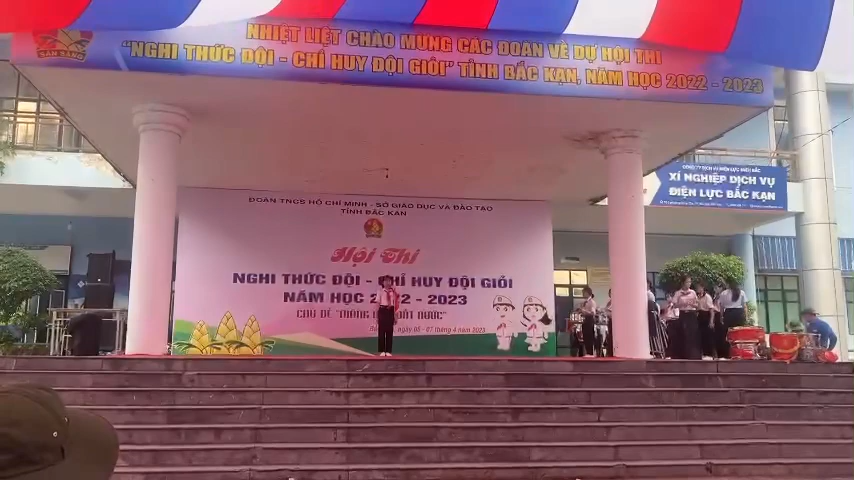 SẴN SÀNG
NHIỆT LIỆT CHÀO MỪNG CÁC ĐOÀN VỀ DỰ HỘI THI
"NGHI THỨC ĐỘI - CHỈ HUY ĐỘI GIỎI" TỈNH BẮC KẠN, NĂM HỌC 2022 - 2023
XÍ NGHIỆP DỊCH VỤ
ĐIỆN LỰC BẮC KẠN
ĐOÀN TNCS HỒ CHÍ MINH - SỞ GIÁO DỤC VÀ ĐÀO TẠO
TỈNH BẮC KẠN
Hội Thi
NGHI THỨC ĐỘI - CHỈ HUY ĐỘI GIỎI
NĂM HỌC 2022 - 2023
CHỦ ĐỀ